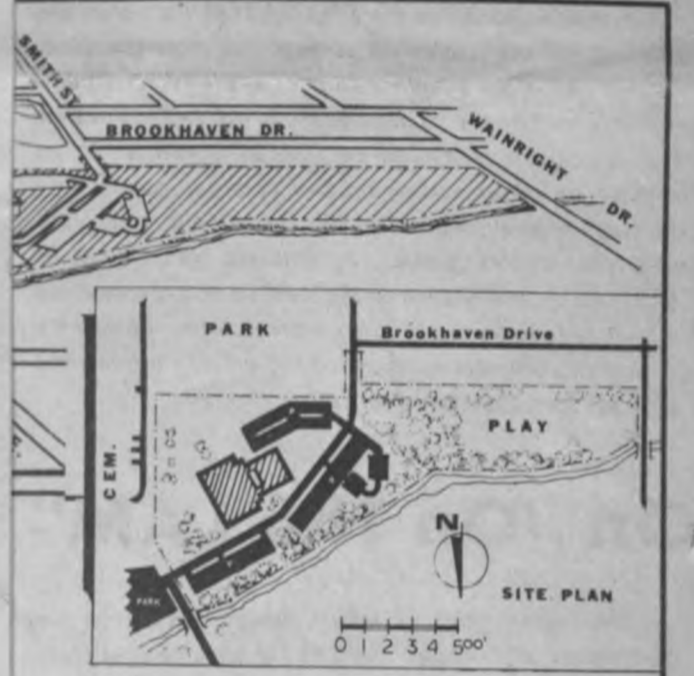 SMITH ST.
BROOKHAVEN DR.
WAINRIGHT DR.
PARK
Brookhaven Drive
CEM.
PLAY
N
SITE PLAN
PARK
0 1 2 3 4 500'